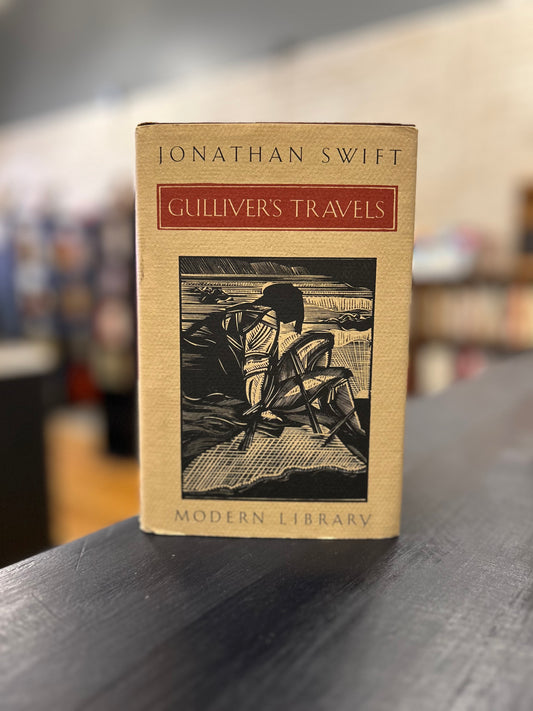 JONATHAN SWIFT
GULLIVER'S TRAVELS
MODERN LIBRARY